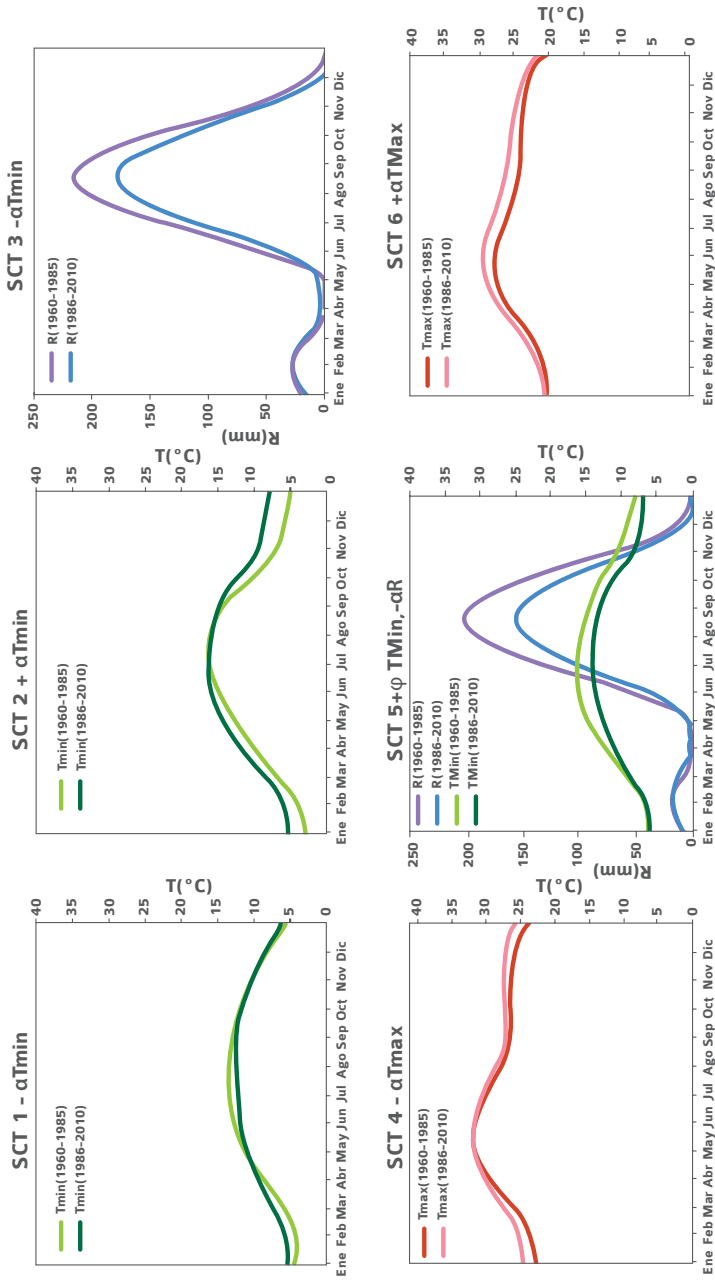 SCT 1 - αTmin
Tmin(1960-1985)
Tmin(1986-2010)
T(°C)
40
35
30
25
20
15
10
5
0
Ene Feb Mar Abr May Jun Jul Ago Sep Oct Nov Dic
SCT 2 + αTmin
Tmin(1960-1985)
Tmin(1986-2010)
T(°C)
40
35
30
25
20
15
10
5
0
Ene Feb Mar Abr May Jun Jul Ago Sep Oct Nov Dic
SCT 3 -αTmin
R(1960-1985)
R(1986-2010)
R(mm)
250
200
150
100
50
0
Ene Feb Mar Abr May Jun Jul Ago Sep Oct Nov Dic
SCT 4 - αTmax
Tmax(1960-1985)
Tmax(1986-2010)
T(°C)
40
35
30
25
20
15
10
5
0
Ene Feb Mar Abr May Jun Jul Ago Sep Oct Nov Dic
SCT 5+φ TMin,-αR
R(1960-1985)
R(1986-2010)
TMin(1960-1985)
TMin(1986-2010)
R(mm)
250
200
150
100
50
0
T(°C)
40
35
30
25
20
15
10
5
0
Ene Feb Mar Abr May Jun Jul Ago Sep Oct Nov Dic
SCT 6 +αTMax
Tmax(1960-1985)
Tmax(1986-2010)
T(°C)
40
35
30
25
20
15
10
5
0
Ene Feb Mar Abr May Jun Jul Ago Sep Oct Nov Dic